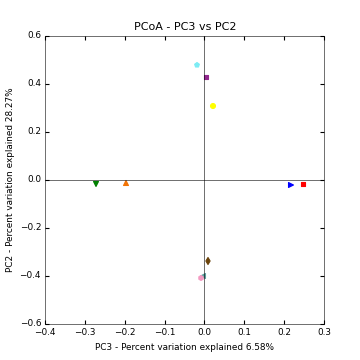 PCoA - PC3 vs PC2
0.6
0.4
0.2
0.0
−0.2
−0.4
−0.6
PC2 - Percent variation explained 28.27%
−0.4 −0.3 −0.2 −0.1 0.0 0.1 0.2 0.3
PC3 - Percent variation explained 6.58%